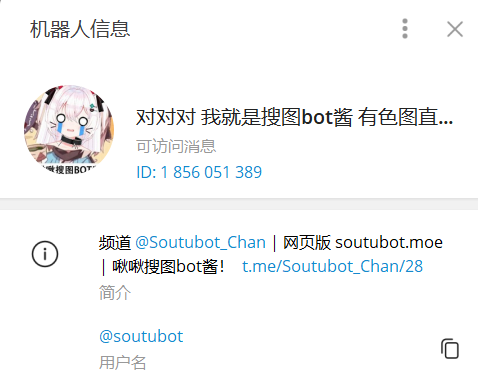 机器人信息
对对对 我就是搜图bot酱 有色图直...
可访问消息
ID: 1 856 051 389
啾搜图BOT
频道 @Soutubot_Chan | 网页版 soutubot.moe
| 啾啾搜图bot酱！ t.me/Soutubot_Chan/28
简介
@soutubot
用户名